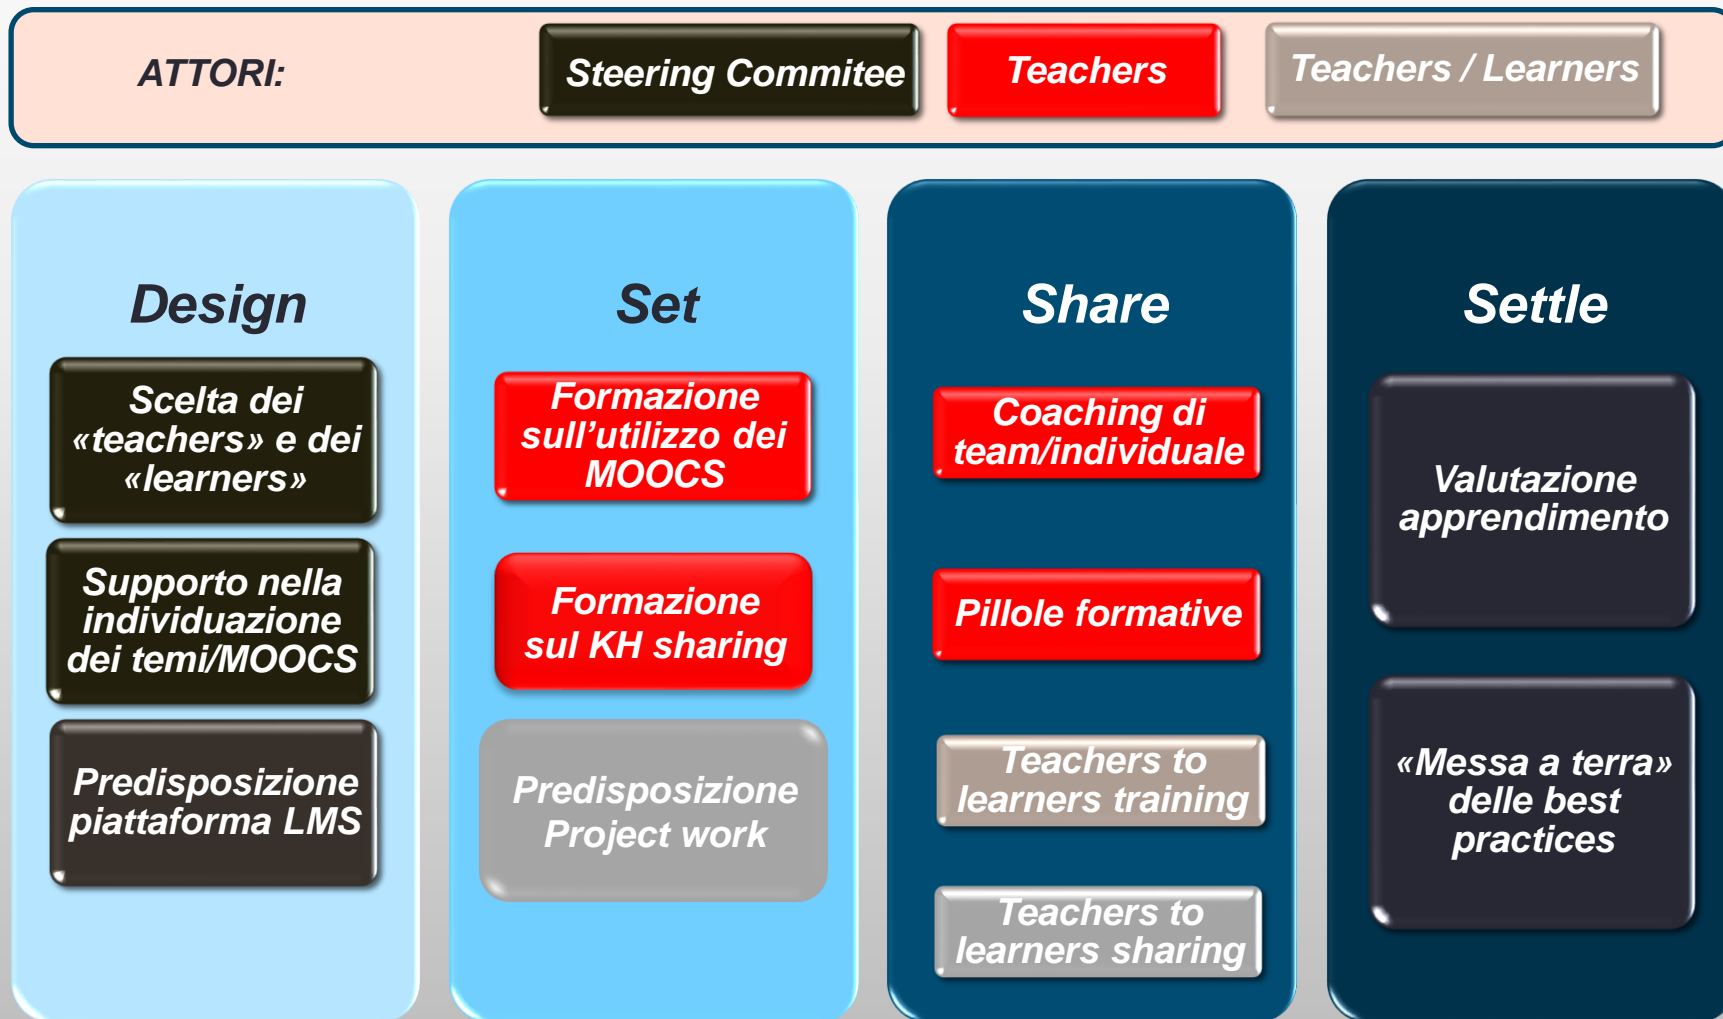 ATTORI:
Steering Commitee
Teachers
Teachers / Learners
Design
Scelta dei
«teachers» e dei
«learners»
Supporto nella
individuazione
dei temi/MOOCS
Predisposizione
piattaforma LMS
Set
Formazione
sull’utilizzo dei
MOOCS
Formazione
sul KH sharing
Predisposizione
Project work
Share
Coaching di
team/individuale
Pillole formative
Teachers to
learners training
Teachers to
learners sharing
Settle
Valutazione
apprendimento
«Messa a terra»
delle best
practices